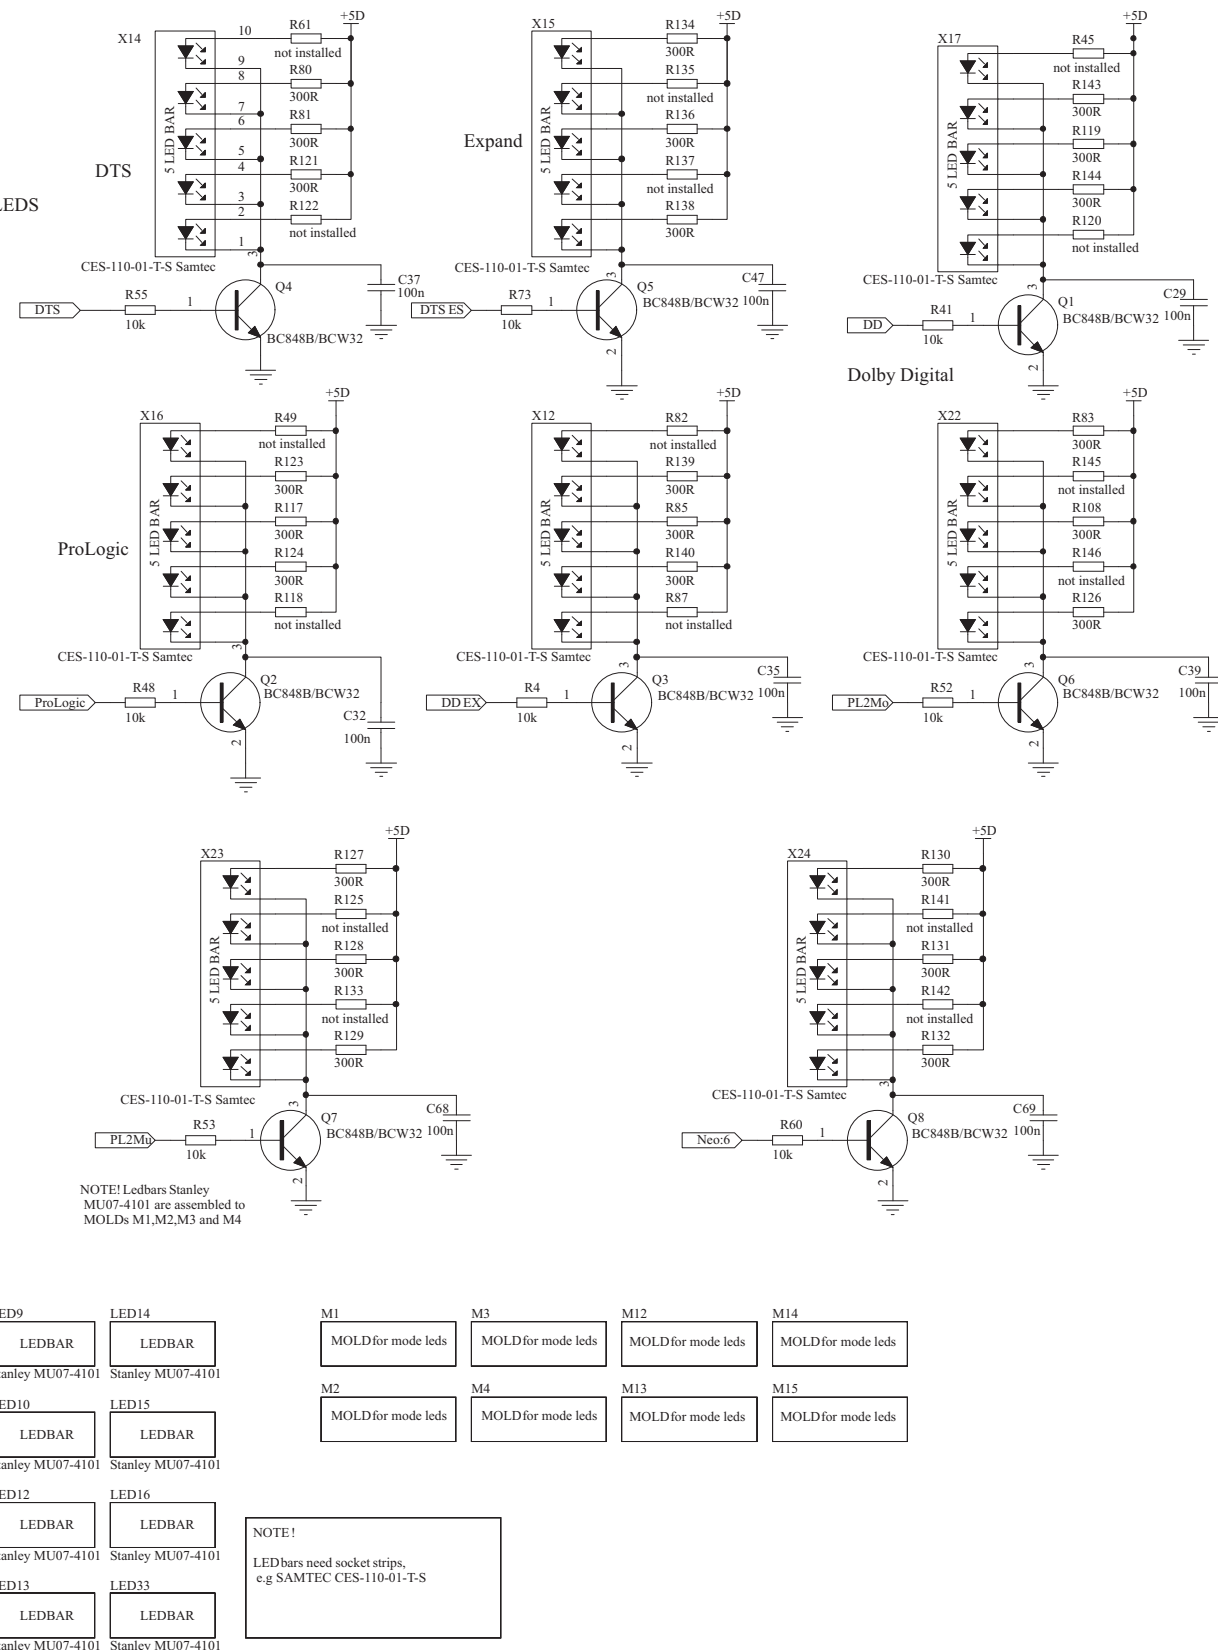 +5D
X14
10
R61
not installed
9
8
R80
300R
7
6
R81
300R
5
4
R121
300R
3
2
R122
not installed
1
5 LED BAR
DTS
LEDS
CES-110-01-T-S Samtec
3
Q4
C37
100n
DTS
R55
10k
1
BC848B/BCW32
+5D
X15
R134
300R
R135
not installed
R136
300R
R137
not installed
R138
300R
5 LED BAR
Expand
CES-110-01-T-S Samtec
3
Q5
C47
100n
DTS ES
R73
10k
1
BC848B/BCW32
2
+5D
X17
R45
not installed
R143
300R
R119
300R
R144
300R
R120
not installed
5 LED BAR
CES-110-01-T-S Samtec
3
Q1
C29
100n
DD
R41
10k
1
BC848B/BCW32
2
Dolby Digital
+5D
X16
R49
not installed
R123
300R
R117
300R
R124
300R
R118
not installed
5 LED BAR
ProLogic
CES-110-01-T-S Samtec
3
Q2
BC848B/BCW32
ProLogic
R48
10k
1
2
C32
100n
+5D
X12
R82
not installed
R139
300R
R85
300R
R140
300R
R87
not installed
5 LED BAR
CES-110-01-T-S Samtec
3
Q3
BC848B/BCW32
C35
100n
DD EX
R4
10k
1
2
+5D
X22
R83
300R
R145
not installed
R108
300R
R146
not installed
R126
300R
5 LED BAR
CES-110-01-T-S Samtec
3
Q6
BC848B/BCW32
C39
100n
PL2Mo
R52
10k
1
2
+5D
X23
R127
300R
R125
not installed
R128
300R
R133
not installed
R129
300R
5 LED BAR
CES-110-01-T-S Samtec
3
Q7
BC848B/BCW32
C68
100n
PL2Mu
R53
10k
1
2
+5D
X24
R130
300R
R141
not installed
R131
300R
R142
not installed
R132
300R
5 LED BAR
CES-110-01-T-S Samtec
3
Q8
BC848B/BCW32
C69
100n
Neo:6
R60
10k
1
2
NOTE! Ledbars Stanley
MU07-4101 are assembled to
MOLDs M1,M2,M3 and M4
ED9
LEDBAR
tanley MU07-4101
LED14
LEDBAR
Stanley MU07-4101
M1
MOLD for mode leds
M3
MOLD for mode leds
M12
MOLD for mode leds
M14
MOLD for mode leds
ED10
LEDBAR
tanley MU07-4101
LED15
LEDBAR
Stanley MU07-4101
M2
MOLD for mode leds
M4
MOLD for mode leds
M13
MOLD for mode leds
M15
MOLD for mode leds
ED12
LEDBAR
tanley MU07-4101
LED16
LEDBAR
Stanley MU07-4101
ED13
LEDBAR
tanley MU07-4101
LED33
LEDBAR
Stanley MU07-4101
NOTE!
LED bars need socket strips,
e.g SAMTEC CES-110-01-T-S